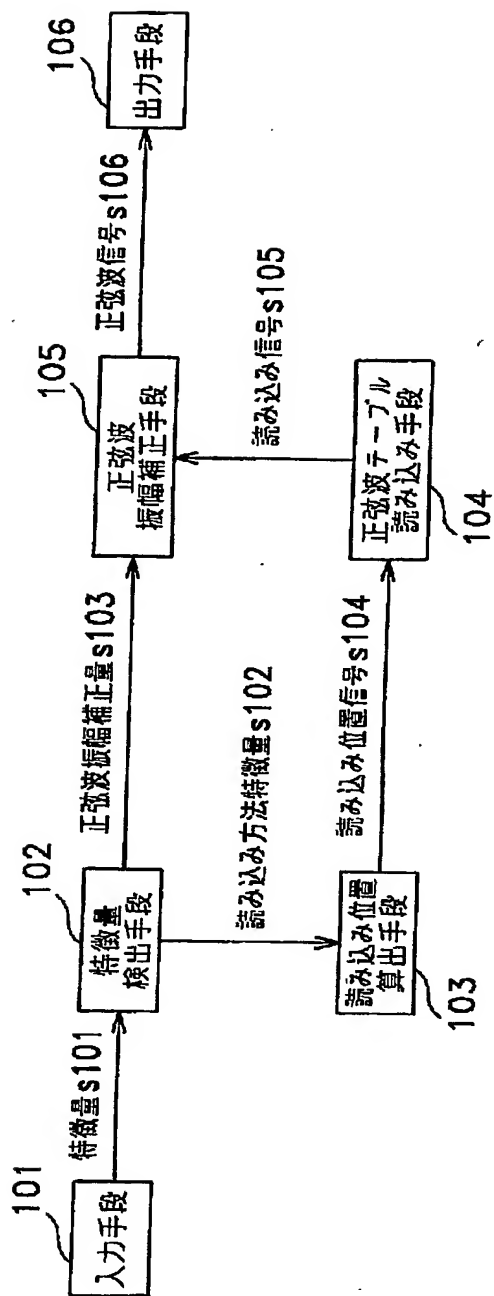 101
入力手段
特徴量s101
102
特徴量
検出手段
正弦波振幅補正量s103
105
正弦波
振幅補正手段
正弦波信号s106
106
出力手段
読み込み方法特徴量s102
読み込み信号s105
読み込み位置
算出手段
103
読み込み位置信号s104
正弦波テーブル
読み込み手段
104